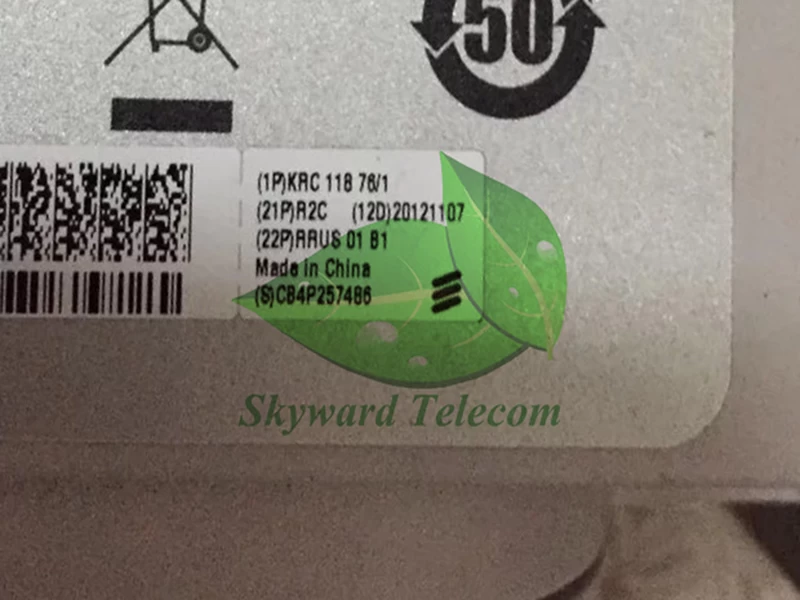 50
(1P)KRC 118 76/1
(21P)R2C (12D)20121107
(22P)RRUS 01 B1
Made in China
(S)CB4P257486
Skyward Telecom